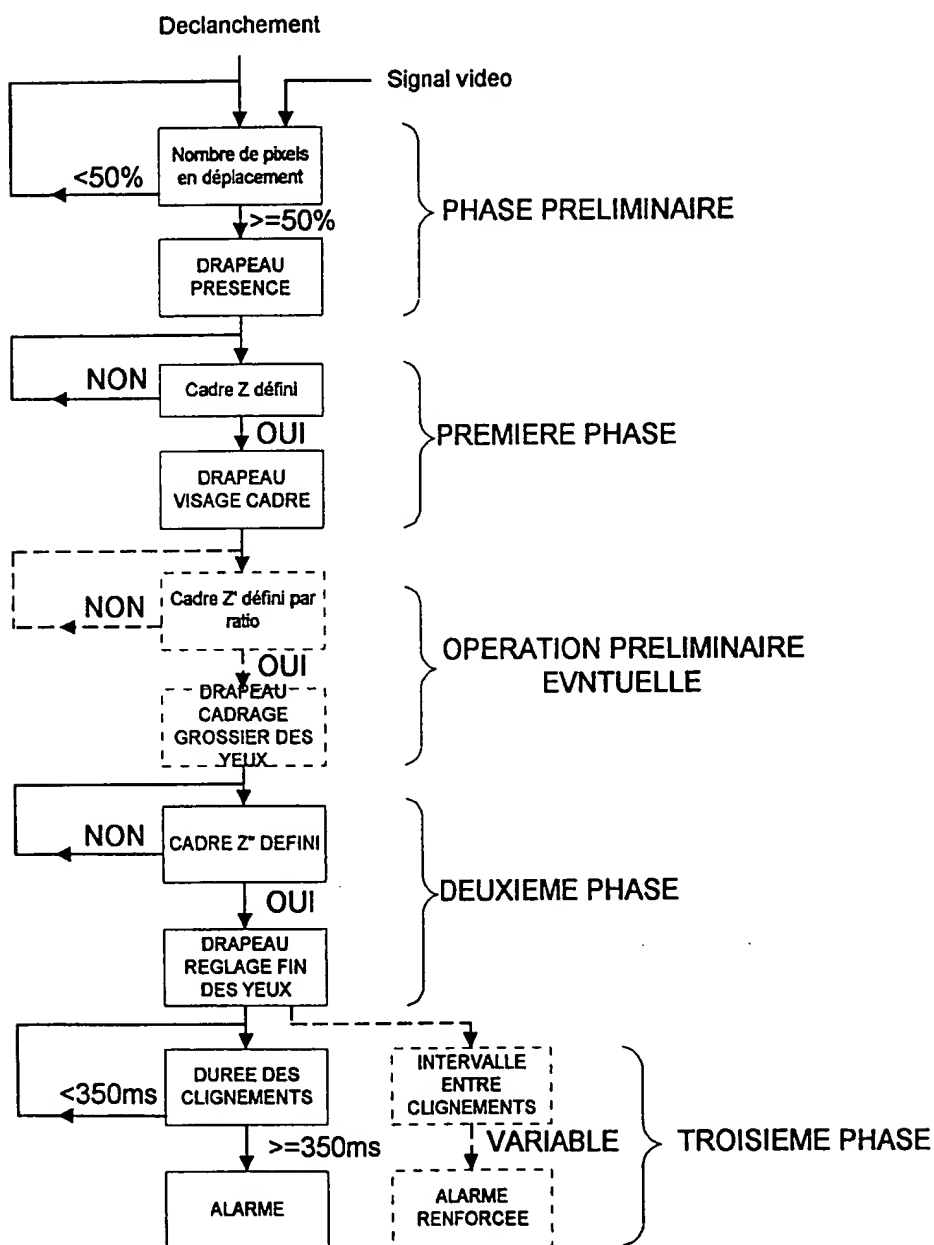 Declanchement
Signal video
Nombre de pixels
en déplacement
<50%
>=50%
DRAPEAU
PRESENCE
PHASE PRELIMINAIRE
Cadre Z défini
NON
OUI
DRAPEAU
VISAGE CADRE
PREMIERE PHASE
Cadre Z' défini par
ratio
NON
OUI
DRAPEAU
CADRAGE
GROSSIER DES
YEUX
OPERATION PRELIMINAIRE
EVNTUELLE
CADRE Z" DEFINI
NON
OUI
DRAPEAU
REGLAGE FIN
DES YEUX
DEUXIEME PHASE
DUREE DES
CLIGNEMENTS
<350ms
>=350ms
ALARME
INTERVALLE
ENTRE
CLIGNEMENTS
VARIABLE
ALARME
RENFORCEE
TROISIEME PHASE